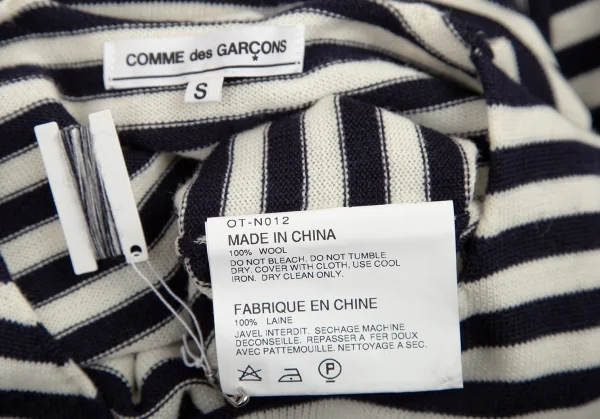 COMME des GARÇONS
S
OT-N012
MADE IN CHINA
100% WOOL
DO NOT BLEACH. DO NOT TUMBLE
DRY. COVER WITH CLOTH, USE COOL
IRON. DRY CLEAN ONLY.
FABRIQUE EN CHINE
100% LAINE
JAVEL INTERDIT. SECHAGE MACHINE
DECONSEILLE. REPASSER A FER DOUX
AVEC PATTEMOUILLE. NETTOYAGE A SEC
P